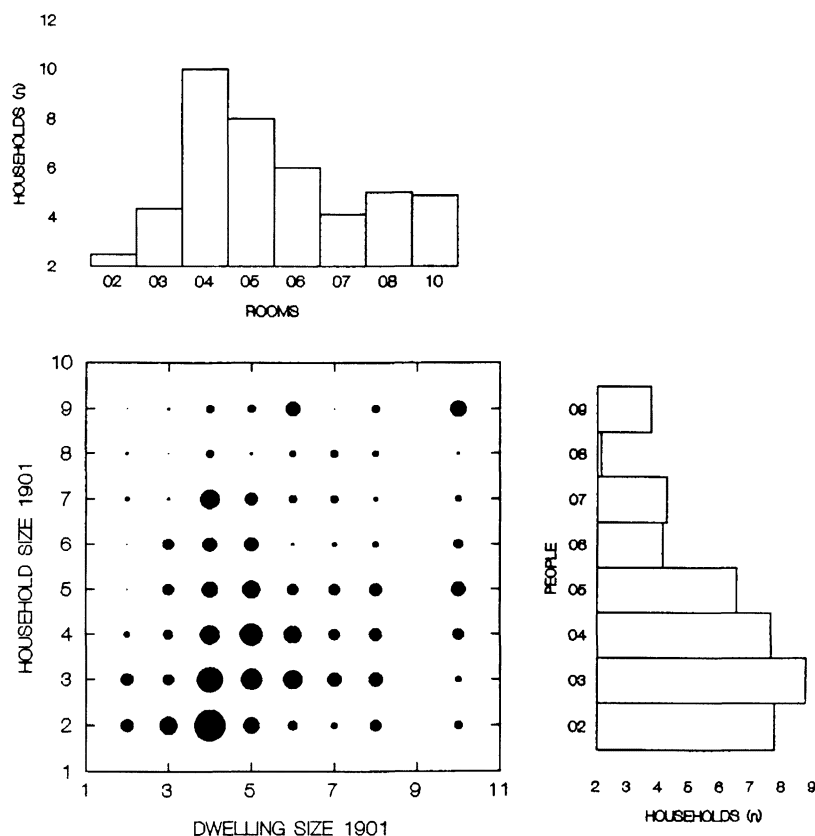 12
10
8
6
4
2
HOUSEHOLDS (n)
02 03 04 05 06 07 08 10
ROOMS
10
9
8
7
6
5
4
3
2
1
HOUSEHOLD SIZE 1901
1 3 5 7 9 11
DWELLING SIZE 1901
09
08
07
06
05
04
03
02
PEOPLE
2 3 4 5 6 7 8 9
HOUSEHOLDS (n)